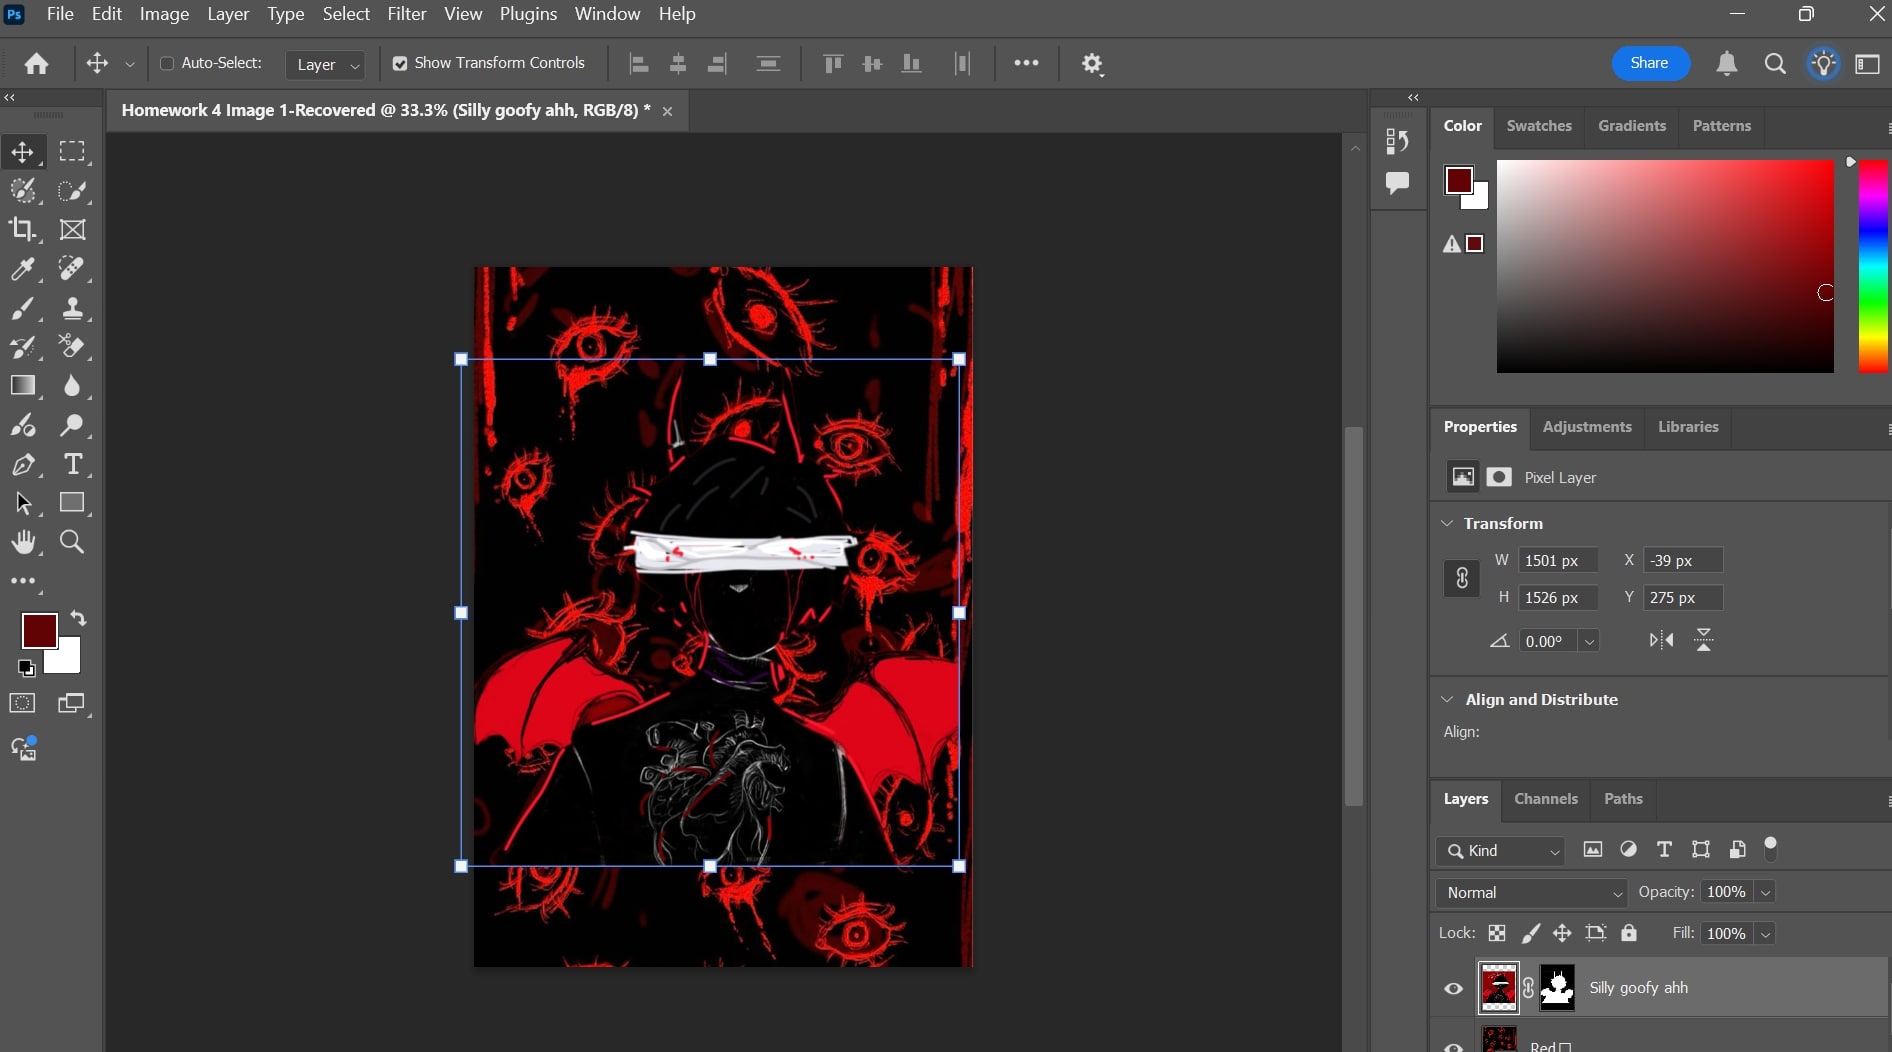 Ps File Edit Image Layer Type Select Filter View Plugins Window Help
Auto-Select: Layer Show Transform Controls Share
Homework 4 Image 1-Recovered @ 33.3% (Silly goofy ahh, RGB/8) *
Color Swatches Gradients Patterns
Properties Adjustments Libraries
Pixel Layer
Transform
W 1501 px X -39 px
H 1526 px Y 275 px
0.00°
Align and Distribute
Align:
Layers Channels Paths
Kind
Normal Opacity: 100%
Lock: Fill: 100%
Silly goofy ahh
Red